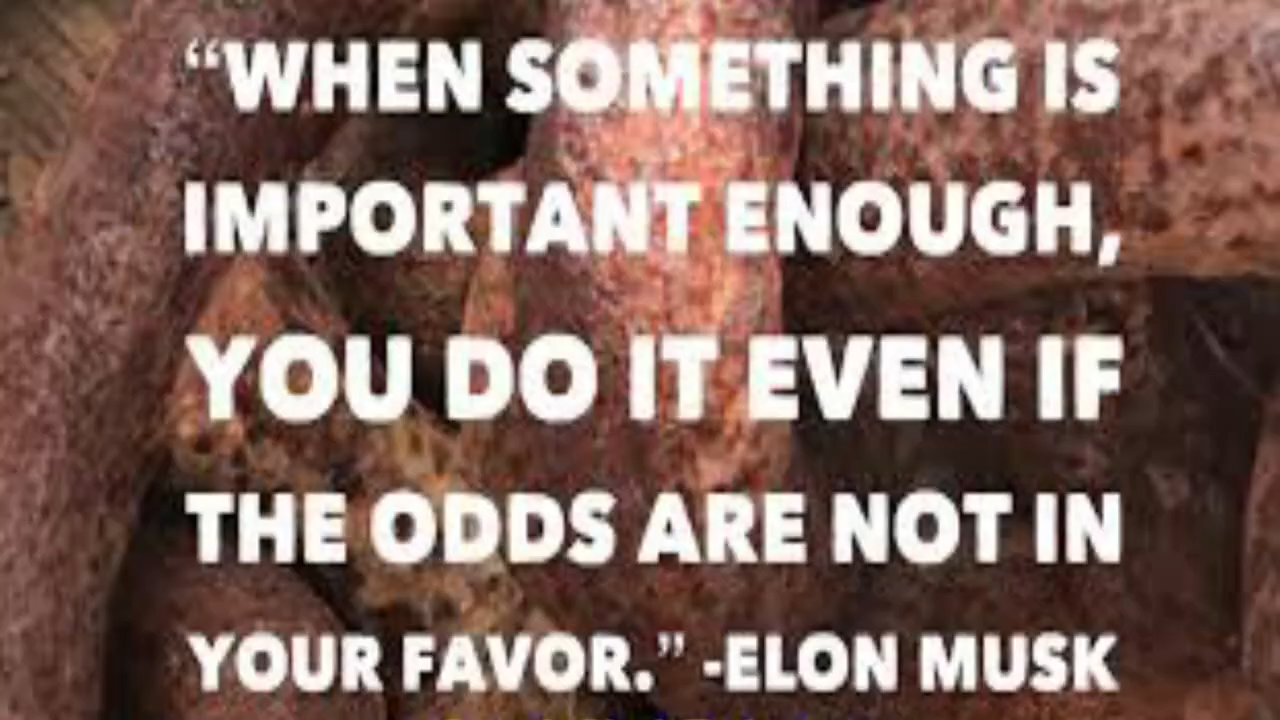 “WHEN SOMETHING IS
IMPORTANT ENOUGH,
YOU DO IT EVEN IF
THE ODDS ARE NOT IN
YOUR FAVOR.” -ELON MUSK